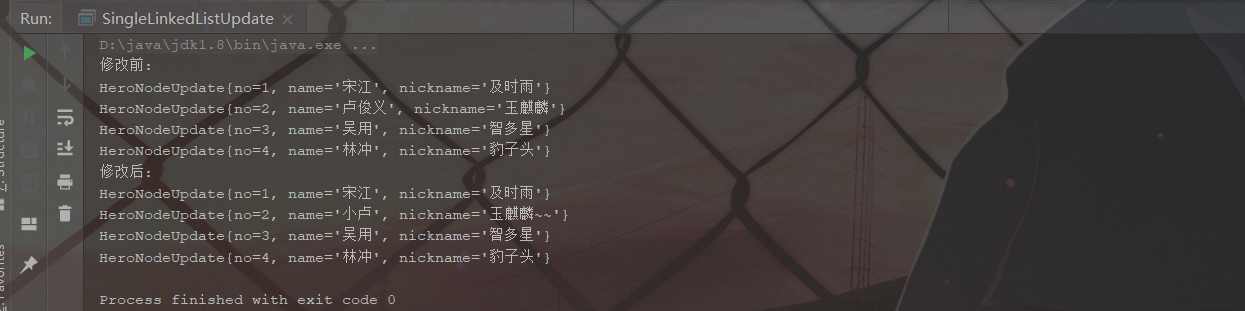 Run: SingleLinkedListUpdate ×
D:\java\jdk1.8\bin\java.exe ...
修改前:
HeroNodeUpdate{no=1, name='宋江', nickname='及时雨'}
HeroNodeUpdate{no=2, name='卢俊义', nickname='玉麒麟'}
HeroNodeUpdate{no=3, name='吴用', nickname='智多星'}
HeroNodeUpdate{no=4, name='林冲', nickname='豹子头'}
修改后:
HeroNodeUpdate{no=1, name='宋江', nickname='及时雨'}
HeroNodeUpdate{no=2, name='小卢', nickname='玉麒麟~~'}
HeroNodeUpdate{no=3, name='吴用', nickname='智多星'}
HeroNodeUpdate{no=4, name='林冲', nickname='豹子头'}
Process finished with exit code 0